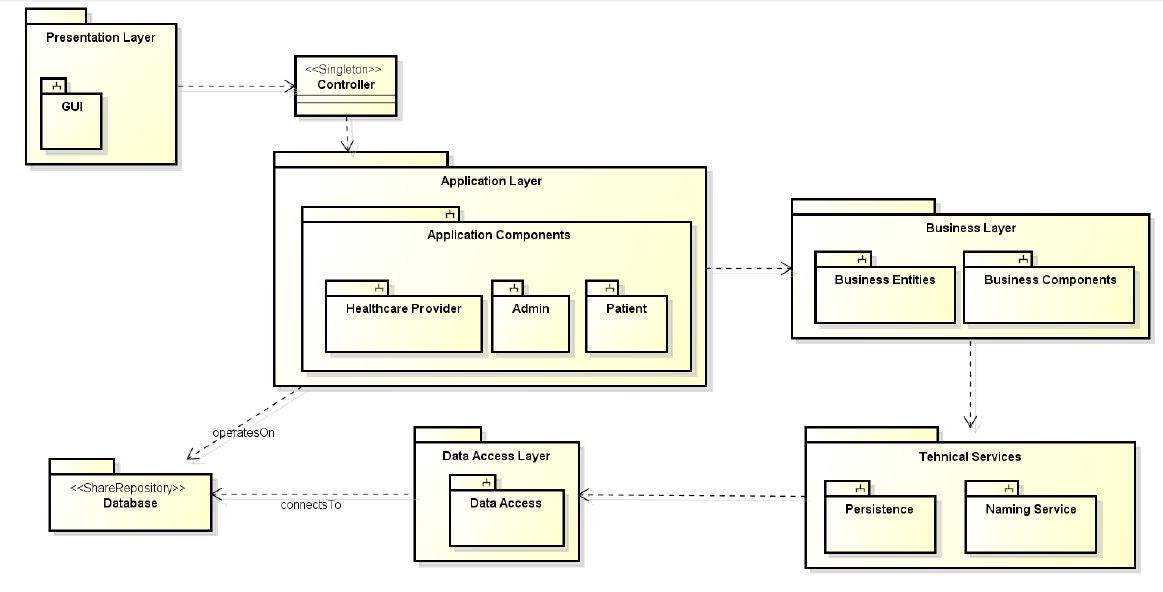 Presentation Layer
GUI
<<Singleton>>
Controller
Application Layer
Application Components
Healthcare Provider
Admin
Patient
Business Layer
Business Entities
Business Components
operatesOn
<<ShareRepository>>
Database
connectsTo
Data Access Layer
Data Access
Tehnical Services
Persistence
Naming Service